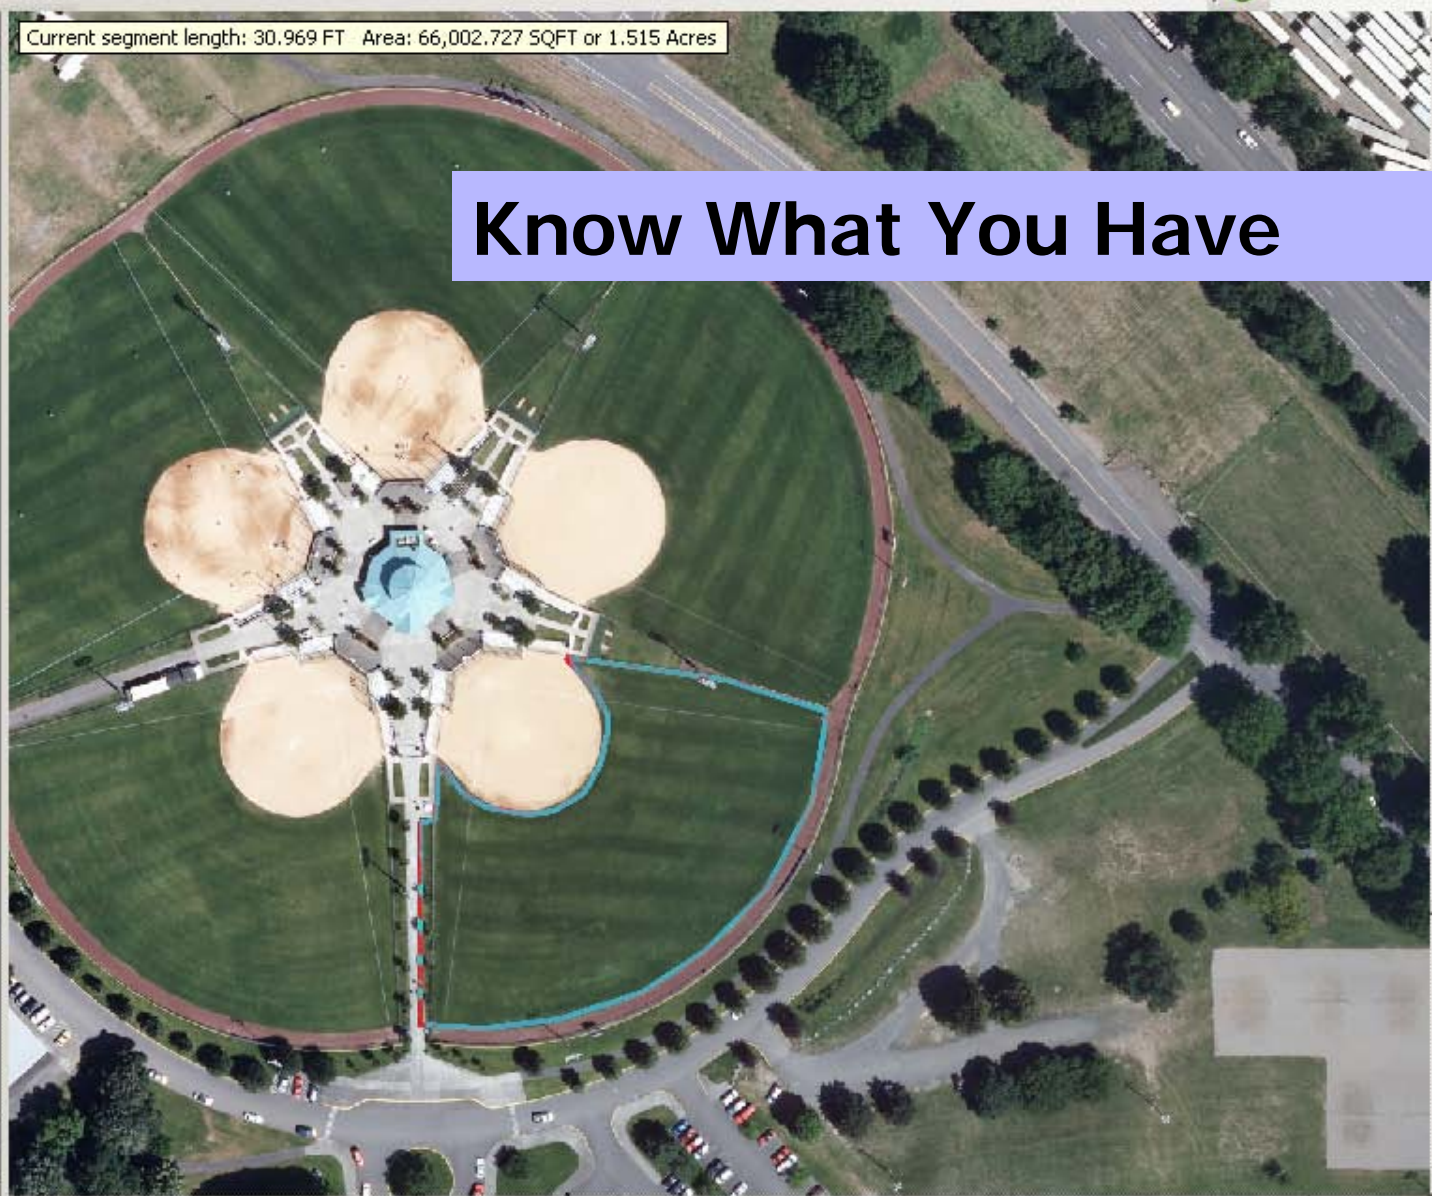 Current segment length: 30.969 FT Area: 66,002.727 SQFT or 1.515 Acres
Know What You Have